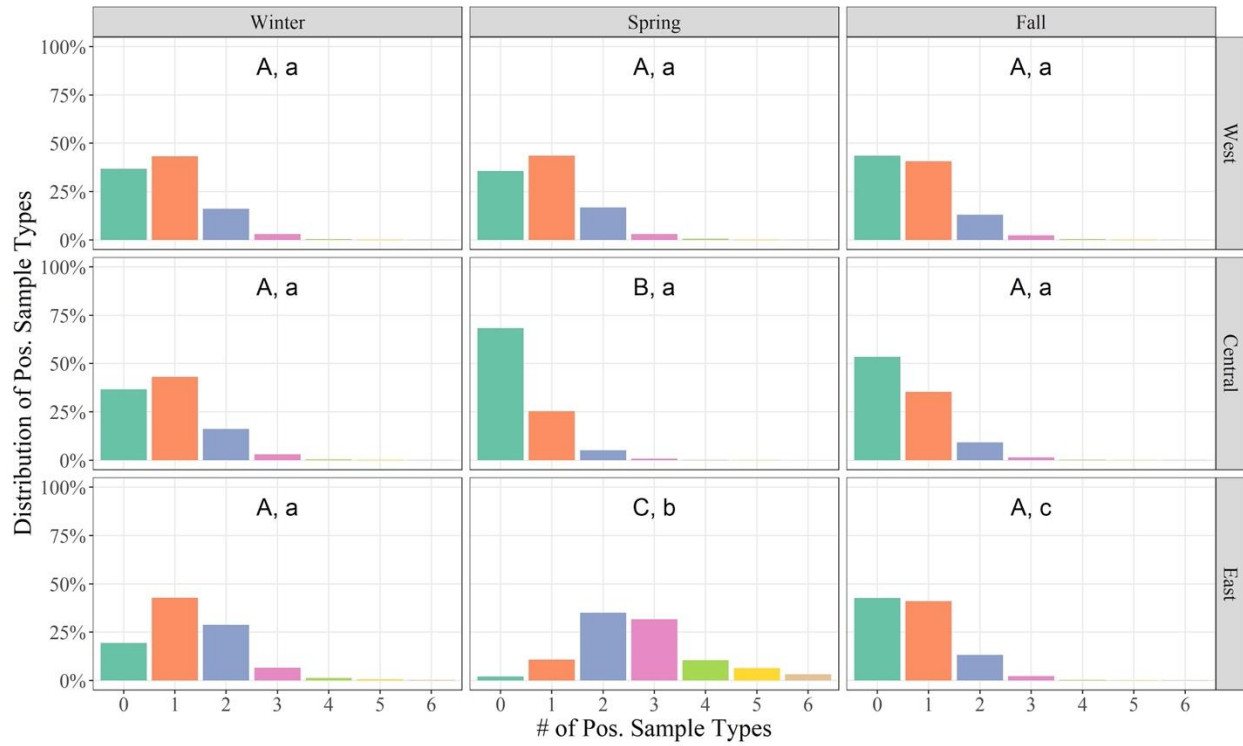 Winter Spring Fall
100%
75%
50%
25%
0%
A, a A, a A, a
West
100%
75%
50%
25%
0%
A, a B, a A, a
Central
100%
75%
50%
25%
0%
A, a C, b A, c
East
0 1 2 3 4 5 6 0 1 2 3 4 5 6 0 1 2 3 4 5 6
# of Pos. Sample Types
Distribution of Pos. Sample Types